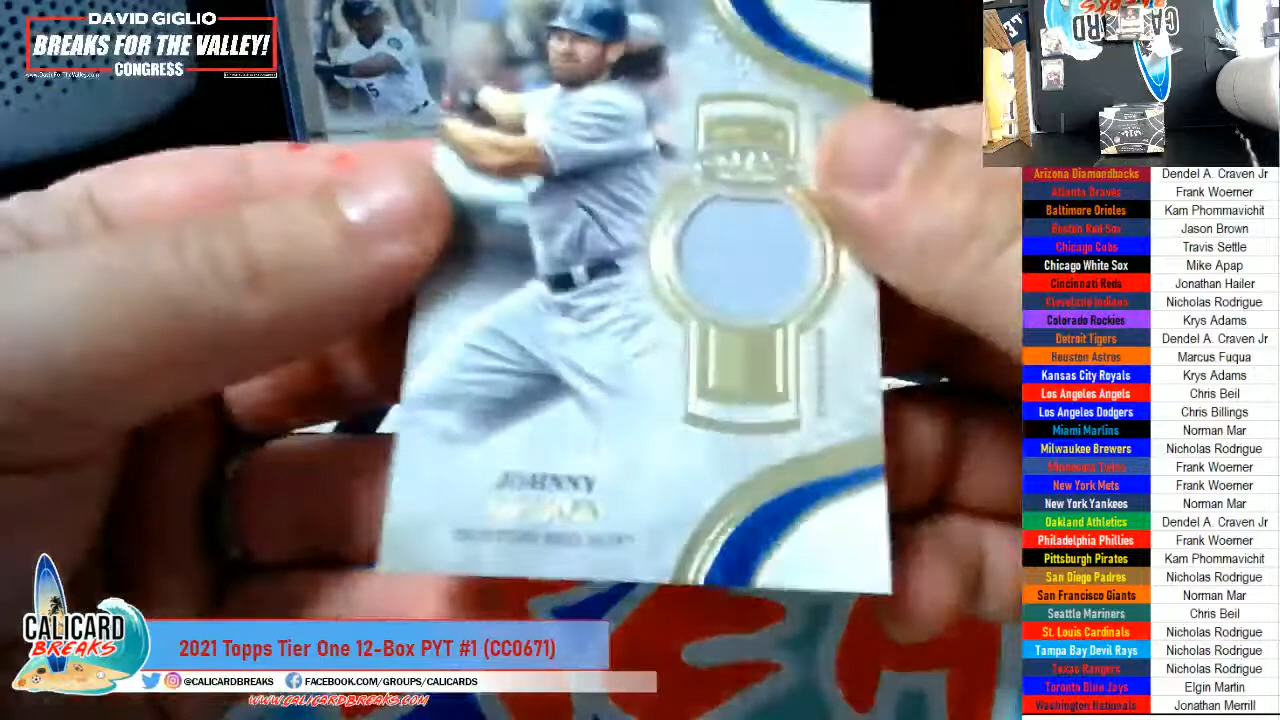 DAVID GIGLIO
BREAKS FOR THE VALLEY!
CONGRESS
5
JOHNNY
Arizona Diamondbacks Dendel A. Craven Jr
Atlanta Braves Frank Woerner
Baltimore Orioles Kam Phommavichit
Boston Red Sox Jason Brown
Chicago Cubs Travis Settle
Chicago White Sox Mike Apap
Cincinnati Reds Jonathan Hailer
Cleveland Indians Nicholas Rodrigue
Colorado Rockies Krys Adams
Detroit Tigers Dendel A. Craven Jr
Houston Astros Marcus Fuqua
Kansas City Royals Krys Adams
Los Angeles Angels Chris Beil
Los Angeles Dodgers Chris Billings
Miami Marlins Norman Mar
Milwaukee Brewers Nicholas Rodrigue
Minnesota Twins Frank Woerner
New York Mets Frank Woerner
New York Yankees Norman Mar
Oakland Athletics Dendel A. Craven Jr
Philadelphia Phillies Frank Woerner
Pittsburgh Pirates Kam Phommavichit
San Diego Padres Nicholas Rodrigue
San Francisco Giants Norman Mar
Seattle Mariners Chris Beil
St. Louis Cardinals Nicholas Rodrigue
Tampa Bay Devil Rays Nicholas Rodrigue
Texas Rangers Nicholas Rodrigue
Toronto Blue Jays Elgin Martin
Washington Nationals Jonathan Merrill
CALICARD
BREAKS
2021 Topps Tier One 12-Box PYT #1 (CC0671)
@CALICARDBREAKS FACEBOOK.COM/GROUPS/CALICARDS
WWW.CALICARDBREAKS.COM